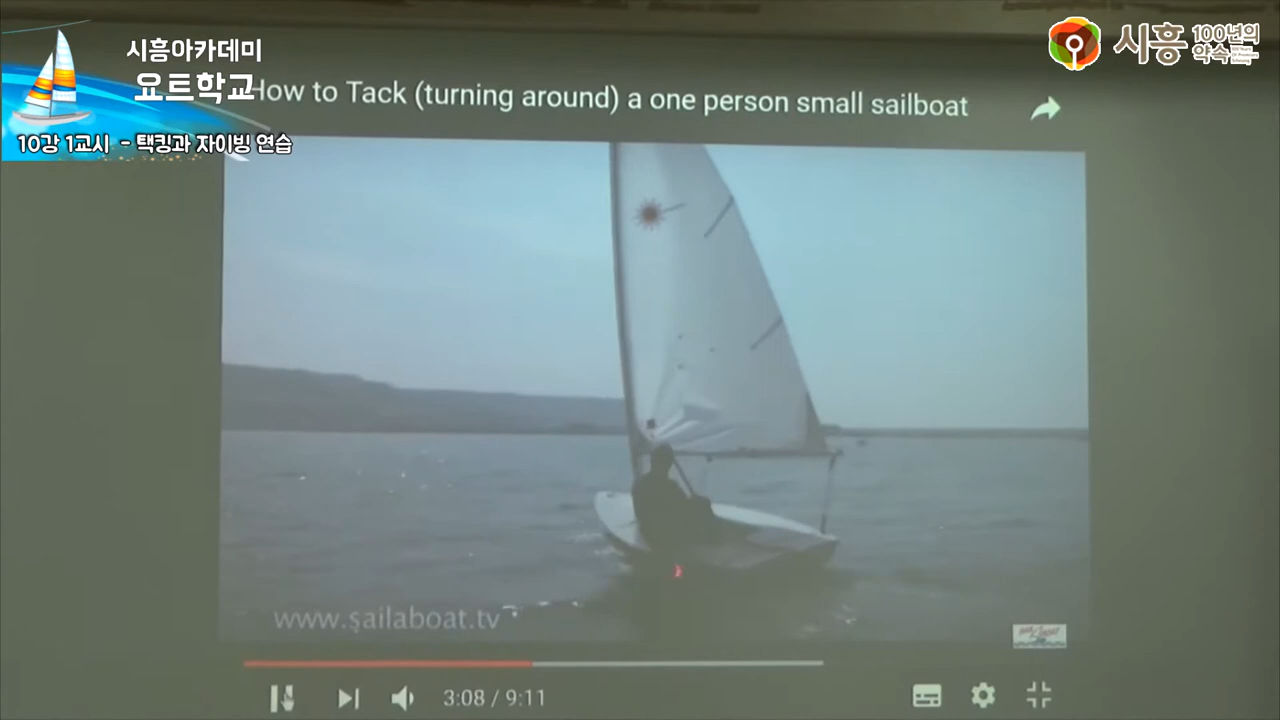 시흥아카데미
요트학교
10강 1교시 - 택킹과 자이빙 연습
시흥 100년의 약속
How to Tack (turning around) a one person small sailboat
www.sailaboat.tv
3:08 / 9:11